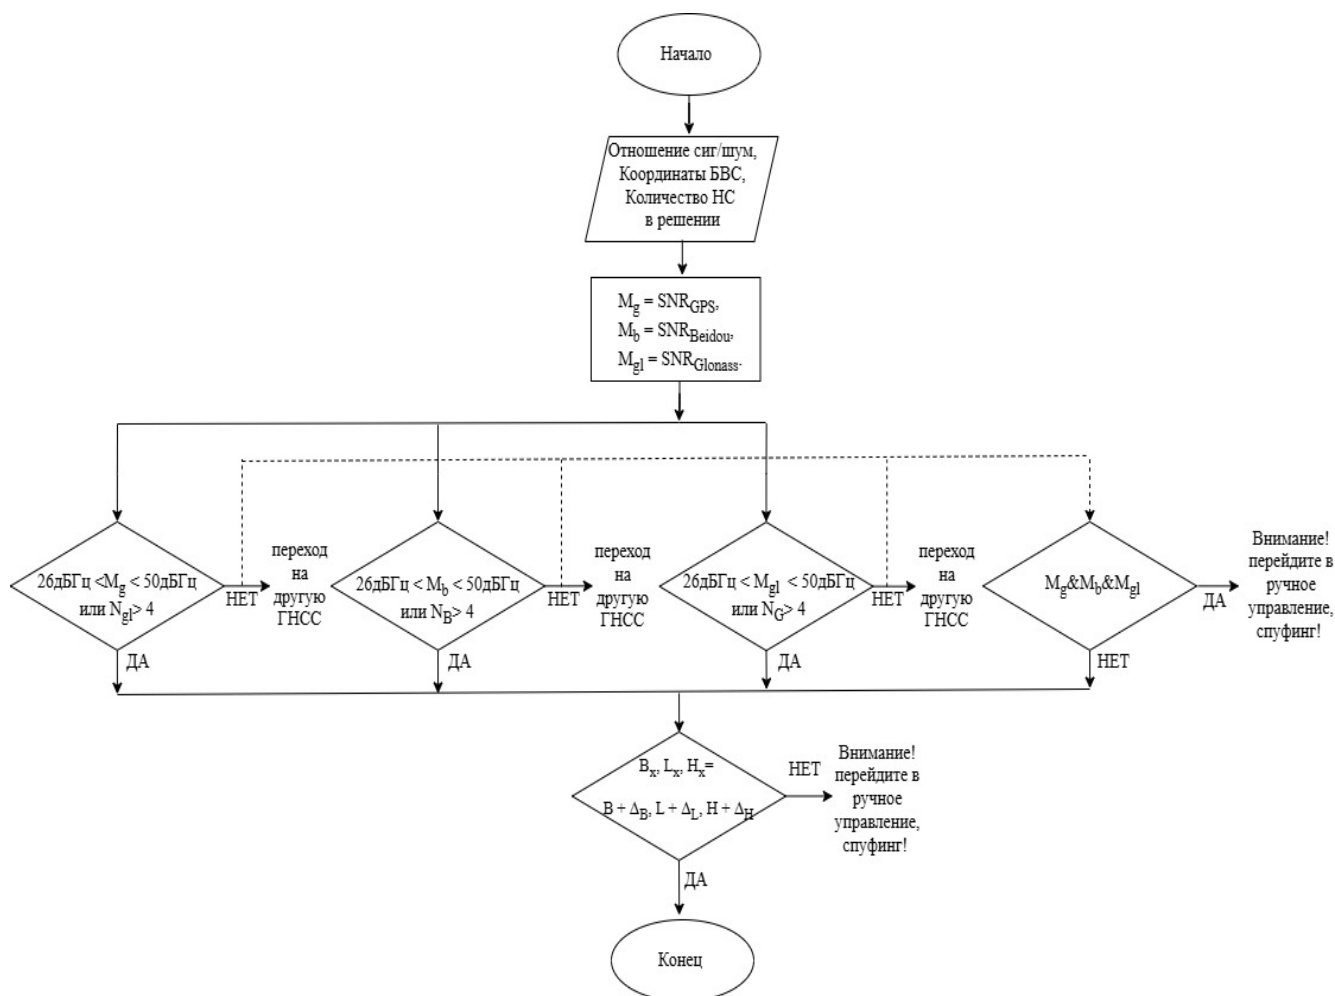 Начало
Отношение сиг/шум,
Координаты БВС,
Количество НС
в решении
M_g = SNR_GPS,
M_b = SNR_Beidou,
M_gl = SNR_Glonass.
26дБГц <M_g < 50дБГц
или N_gl> 4
НЕТ
переход
на
другую
ГНСС
ДА
26дБГц < M_b < 50дБГц
или N_B> 4
НЕТ
переход
на
другую
ГНСС
ДА
26дБГц < M_gl < 50дБГц
или N_G> 4
НЕТ
переход
на
другую
ГНСС
ДА
M_g&M_b&M_gl
ДА
Внимание!
перейдите в
ручное
управление,
спуфинг!
НЕТ
B_x, L_x, H_x=
B + Δ_B, L + Δ_L, H + Δ_H
НЕТ
Внимание!
перейдите в
ручное
управление,
спуфинг!
ДА
Конец